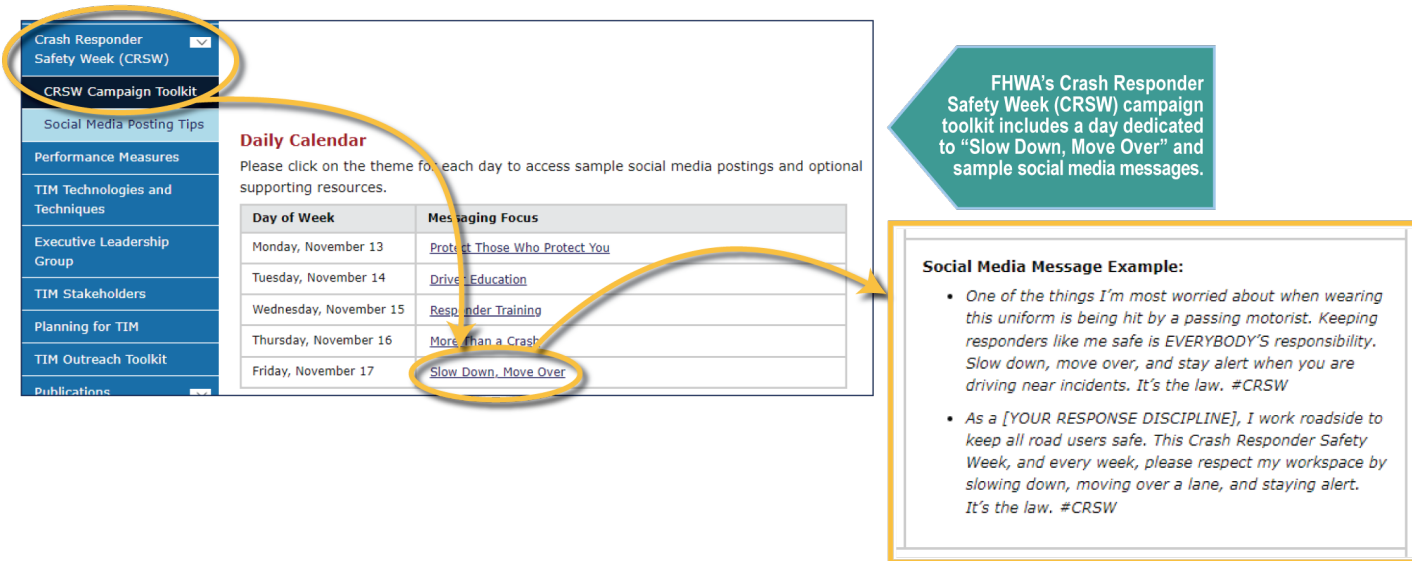 Crash Responder
Safety Week (CRSW)
CRSW Campaign Toolkit
Social Media Posting Tips
Performance Measures
TIM Technologies and
Techniques
Executive Leadership
Group
TIM Stakeholders
Planning for TIM
TIM Outreach Toolkit
Publications
Daily Calendar
Please click on the theme for each day to access sample social media postings and optional
supporting resources.
Day of Week Messaging Focus
Monday, November 13 Protect Those Who Protect You
Tuesday, November 14 Driver Education
Wednesday, November 15 Responder Training
Thursday, November 16 More Than a Crash
Friday, November 17 Slow Down, Move Over
FHWA's Crash Responder
Safety Week (CRSW) campaign
toolkit includes a day dedicated
to “Slow Down, Move Over” and
sample social media messages.
Social Media Message Example:
• One of the things I’m most worried about when wearing
this uniform is being hit by a passing motorist. Keeping
responders like me safe is EVERYBODY’S responsibility.
Slow down, move over, and stay alert when you are
driving near incidents. It’s the law. #CRSW
• As a [YOUR RESPONSE DISCIPLINE], I work roadside to
keep all road users safe. This Crash Responder Safety
Week, and every week, please respect my workspace by
slowing down, moving over a lane, and staying alert.
It’s the law. #CRSW